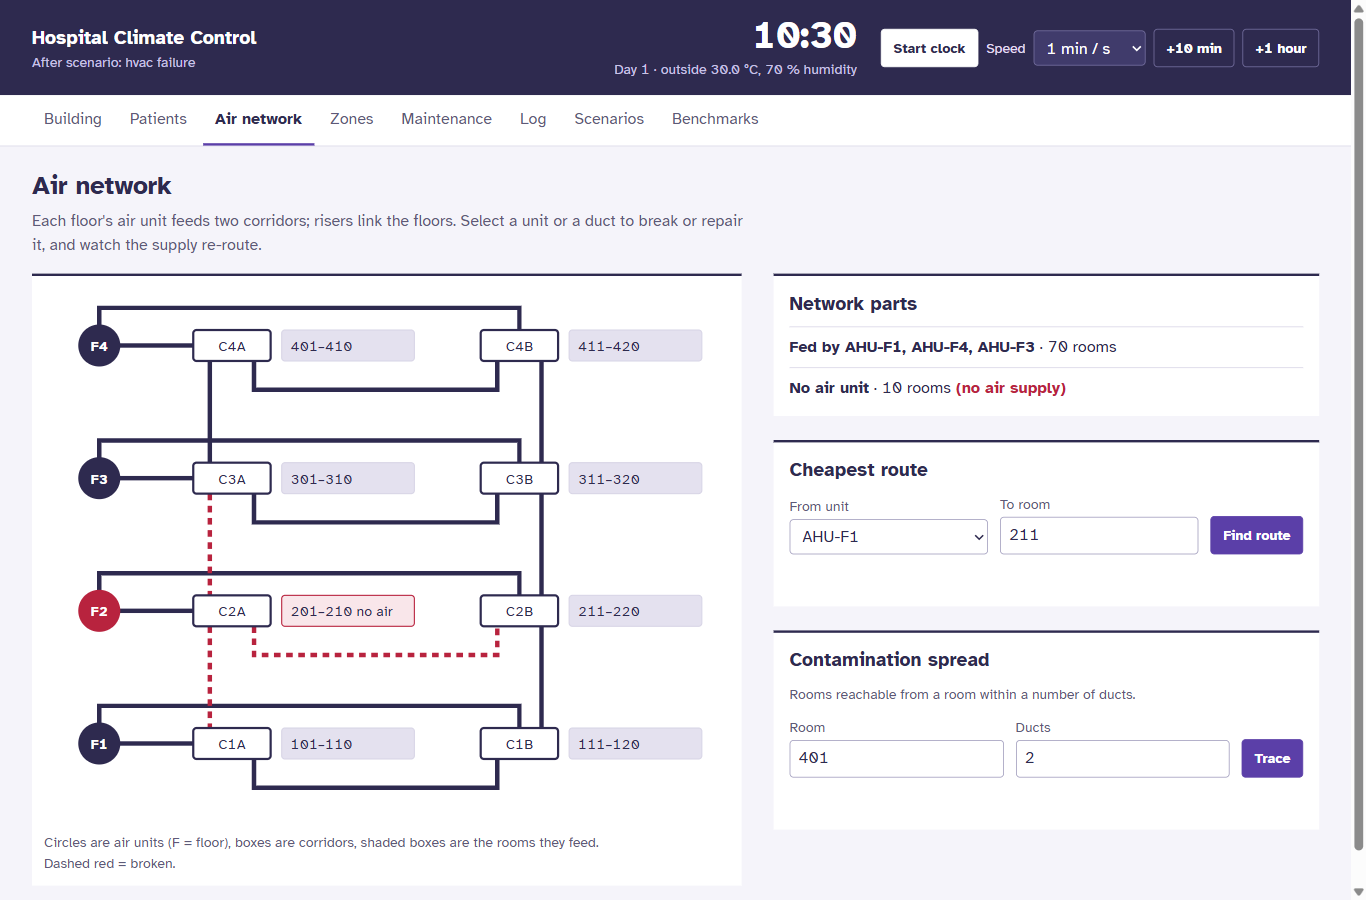 Hospital Climate Control
After scenario: hvac failure
10:30
Day 1 · outside 30.0 °C, 70 % humidity
Start clock
Speed
1 min / s
+10 min
+1 hour
Building
Patients
Air network
Zones
Maintenance
Log
Scenarios
Benchmarks
Air network
Each floor's air unit feeds two corridors; risers link the floors. Select a unit or a duct to break or repair
it, and watch the supply re-route.
F4
C4A
401–410
C4B
411–420
F3
C3A
301–310
C3B
311–320
F2
C2A
201–210 no air
C2B
211–220
F1
C1A
101–110
C1B
111–120
Circles are air units (F = floor), boxes are corridors, shaded boxes are the rooms they feed.
Dashed red = broken.
Network parts
Fed by AHU-F1, AHU-F4, AHU-F3 · 70 rooms
No air unit · 10 rooms (no air supply)
Cheapest route
From unit
To room
AHU-F1
211
Find route
Contamination spread
Rooms reachable from a room within a number of ducts.
Room
Ducts
401
2
Trace